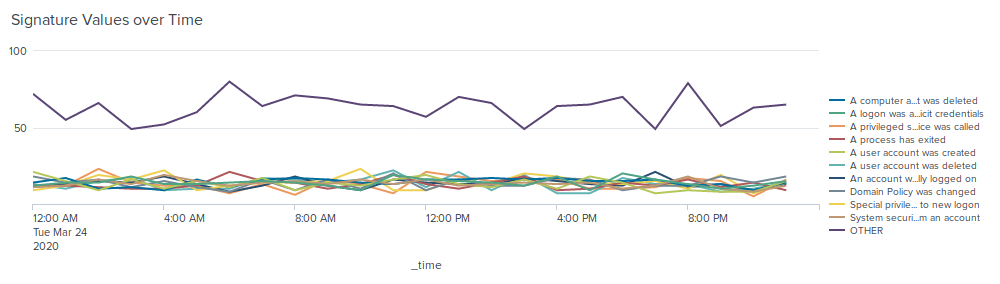 Signature Values over Time
100
50
12:00 AM
Tue Mar 24
2020
4:00 AM
8:00 AM
12:00 PM
4:00 PM
8:00 PM
_time
A computer a...t was deleted
A logon was a...icit credentials
A privileged s...ice was called
A process has exited
A user account was created
A user account was deleted
An account w...lly logged on
Domain Policy was changed
Special privile... to new logon
System securi...m an account
OTHER